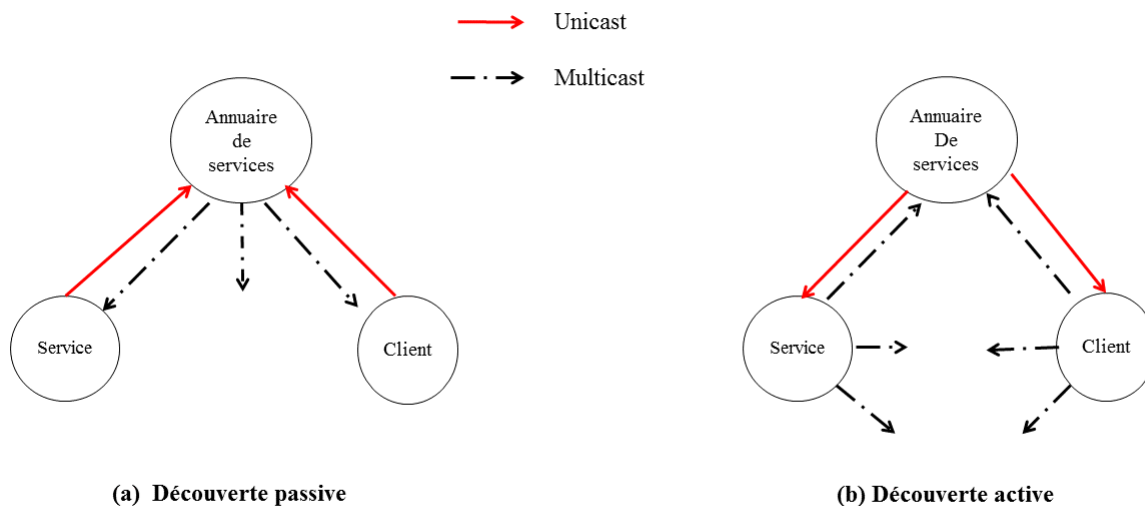 Unicast
Multicast
Annuaire
de
services
Service
Client
(a) Découverte passive
Annuaire
De
services
Service
Client
(b) Découverte active